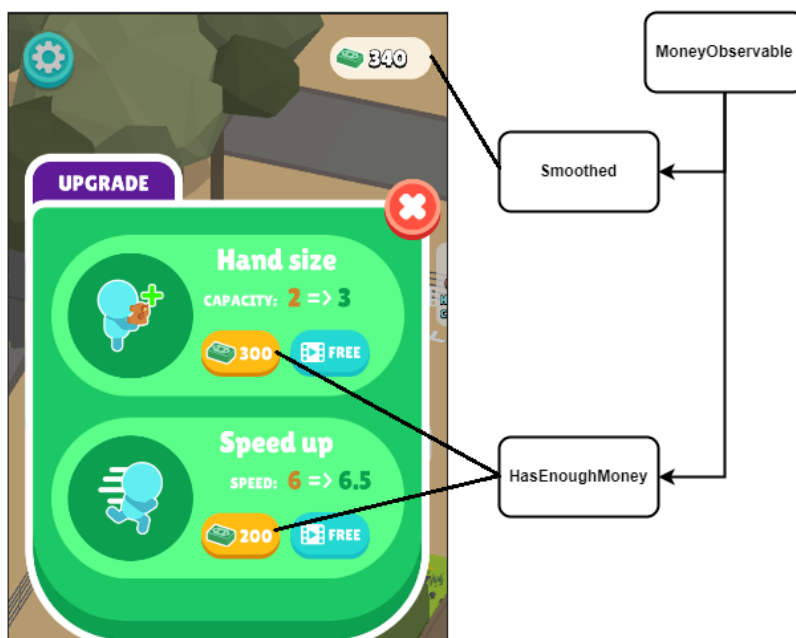 340
MoneyObservable
Smoothed
UPGRADE
Hand size
CAPACITY: 2 => 3
300 FREE
Speed up
SPEED: 6 => 6.5
200 FREE
HasEnoughMoney